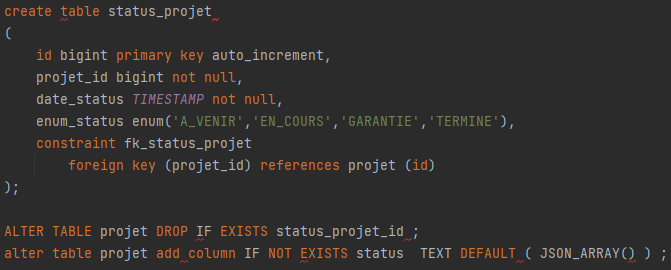 create table status_projet
(
    id bigint primary key auto_increment,
    projet_id bigint not null,
    date_status TIMESTAMP not null,
    enum_status enum('A_VENIR','EN_COURS','GARANTIE','TERMINE'),
    constraint fk_status_projet
        foreign key (projet_id) references projet (id)
);

ALTER TABLE projet DROP IF EXISTS status_projet_id ;
alter table projet add column IF NOT EXISTS status  TEXT DEFAULT ( JSON_ARRAY() ) ;